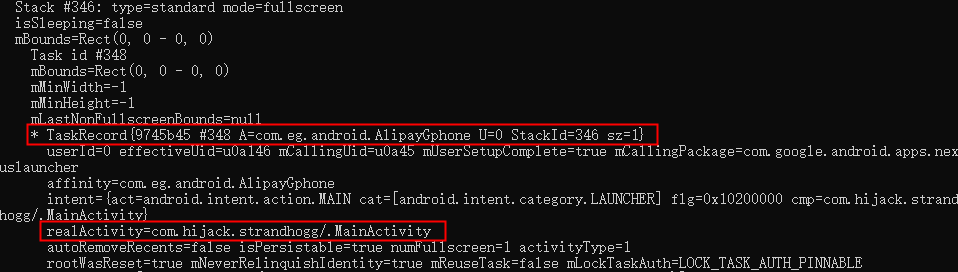 Stack #346: type=standard mode=fullscreen
isSleeping=false
mBounds=Rect(0, 0 - 0, 0)
Task id #348
mBounds=Rect(0, 0 - 0, 0)
mMinWidth=-1
mMinHeight=-1
mLastNonFullscreenBounds=null
* TaskRecord{9745b45 #348 A=com.eg.android.AlipayGphone U=0 StackId=346 sz=1}
userId=0 effectiveUid=u0a146 mCallingUid=u0a45 mUserSetupComplete=true mCallingPackage=com.google.android.apps.nex
uslauncher
affinity=com.eg.android.AlipayGphone
intent={act=android.intent.action.MAIN cat=[android.intent.category.LAUNCHER] flg=0x10200000 cmp=com.hijack.strand
hogg/.MainActivity}
realActivity=com.hijack.strandhogg/.MainActivity
autoRemoveRecents=false isPersistable=true numFullscreen=1 activityType=1
rootWasReset=true mNeverRelinquishIdentity=true mReuseTask=false mLockTaskAuth=LOCK_TASK_AUTH_PINNABLE